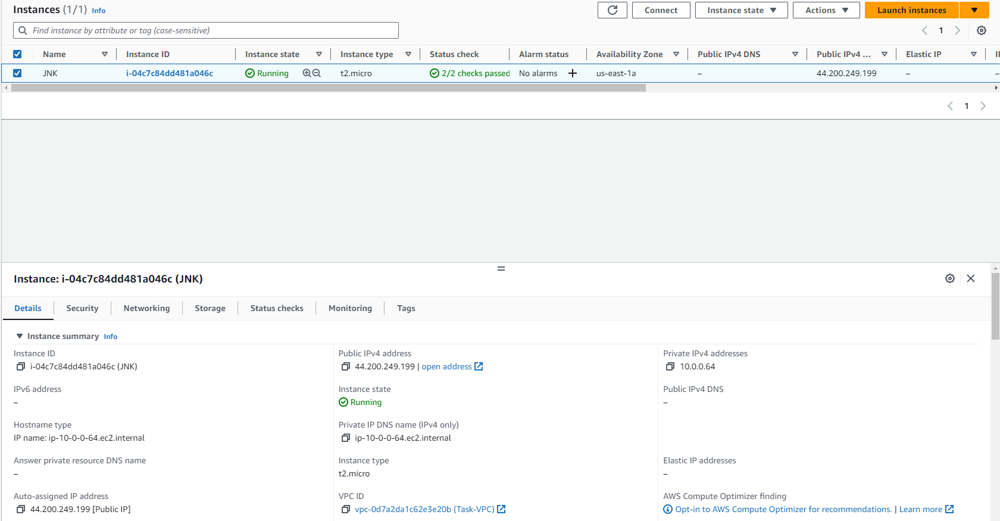 Instances (1/1) Info
Connect Instance state Actions Launch instances
Find instance by attribute or tag (case-sensitive)
1
Name Instance ID Instance state Instance type Status check Alarm status Availability Zone Public IPv4 DNS Public IPv4 ... Elastic IP
JNK i-04c7c84dd481a046c Running t2.micro 2/2 checks passed No alarms + us-east-1a – 44.200.249.199 – –
1
Instance: i-04c7c84dd481a046c (JNK)
Details Security Networking Storage Status checks Monitoring Tags
Instance summary Info
Instance ID Public IPv4 address Private IPv4 addresses
i-04c7c84dd481a046c (JNK) 44.200.249.199 | open address 10.0.0.64
IPv6 address Instance state Public IPv4 DNS
– Running –
Hostname type Private IP DNS name (IPv4 only)
IP name: ip-10-0-0-64.ec2.internal ip-10-0-0-64.ec2.internal
Answer private resource DNS name Instance type Elastic IP addresses
– t2.micro –
Auto-assigned IP address VPC ID AWS Compute Optimizer finding
44.200.249.199 [Public IP] vpc-0d7a2da1c62e3e20b (Task-VPC) Opt-in to AWS Compute Optimizer for recommendations. | Learn more